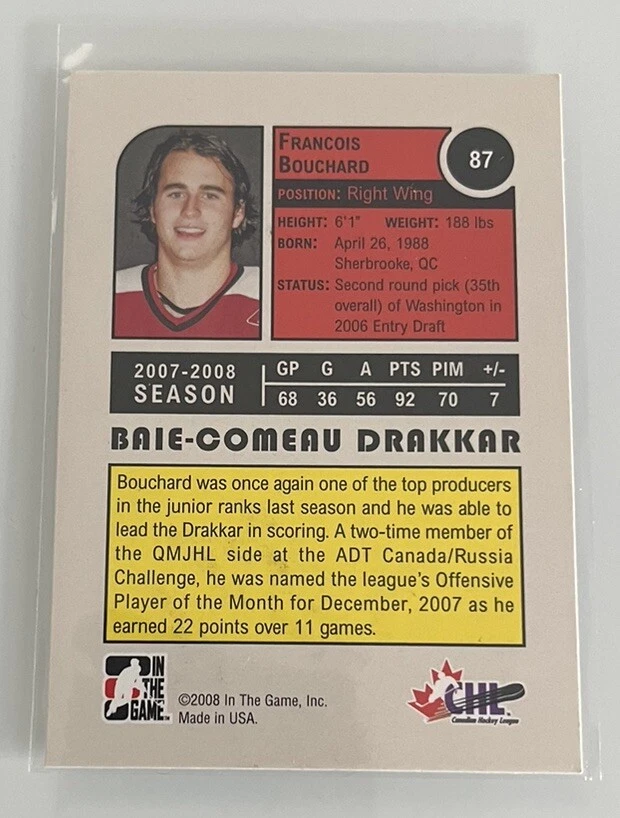 FRANCOIS
BOUCHARD
87
POSITION: Right Wing
HEIGHT: 6'1" WEIGHT: 188 lbs
BORN: April 26, 1988
Sherbrooke, QC
STATUS: Second round pick (35th
overall) of Washington in
2006 Entry Draft
2007-2008 GP G A PTS PIM +/-
SEASON 68 36 56 92 70 7
BAIE-COMEAU DRAKKAR
Bouchard was once again one of the top producers
in the junior ranks last season and he was able to
lead the Drakkar in scoring. A two-time member of
the QMJHL side at the ADT Canada/Russia
Challenge, he was named the league's Offensive
Player of the Month for December, 2007 as he
earned 22 points over 11 games.
IN
THE
GAME
©2008 In The Game, Inc.
Made in USA.
CHL
Canadian Hockey League